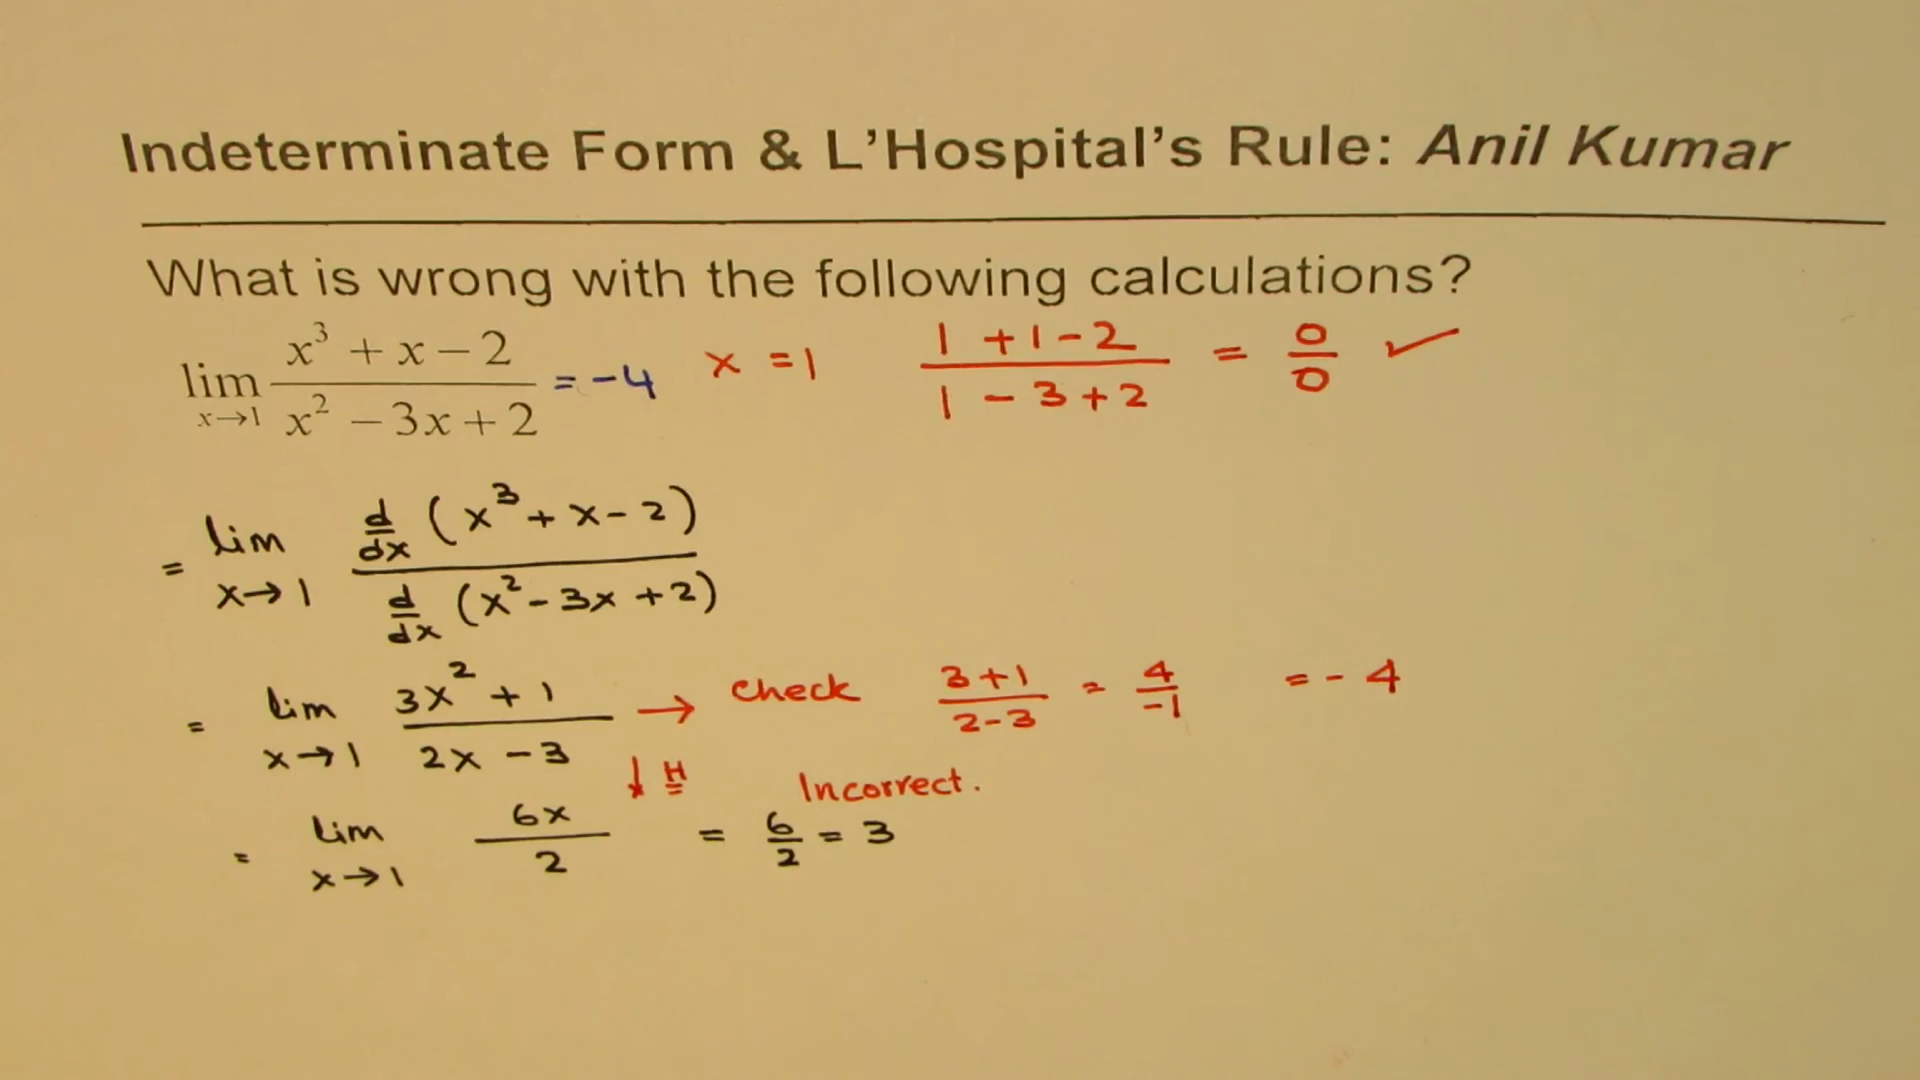 Indeterminate Form & L'Hospital's Rule: Anil Kumar
What is wrong with the following calculations?
lim x→1 (x³ + x − 2)/(x² − 3x + 2) = −4 x = 1 (1 + 1 − 2)/(1 − 3 + 2) = 0/0 ✓
= lim x→1 (d/dx (x³ + x − 2))/(d/dx (x² − 3x + 2))
= lim x→1 (3x² + 1)/(2x − 3) → Check (3+1)/(2−3) = 4/−1 = −4
↓ H Incorrect.
= lim x→1 6x/2 = 6/2 = 3